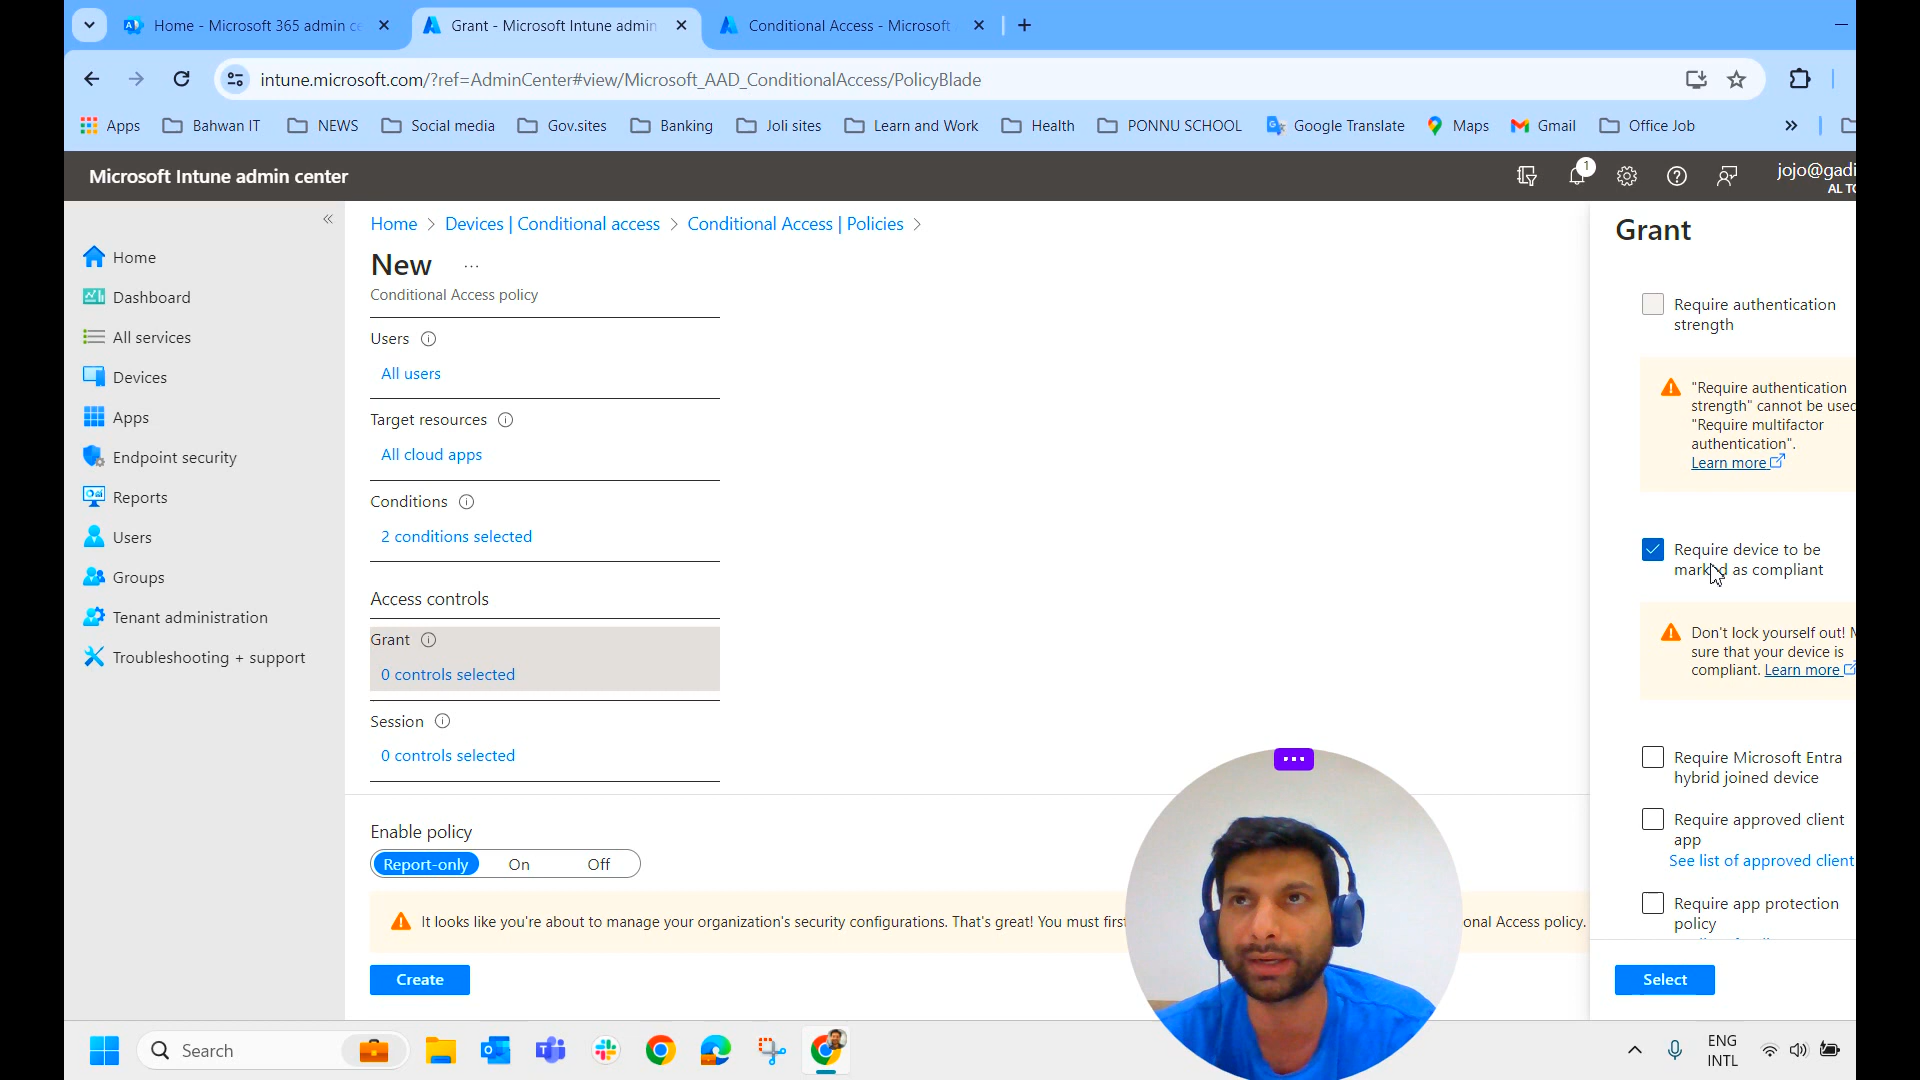 Home - Microsoft 365 admin ce
Grant - Microsoft Intune admin
Conditional Access - Microsoft
intune.microsoft.com/?ref=AdminCenter#view/Microsoft_AAD_ConditionalAccess/PolicyBlade
Apps
Bahwan IT
NEWS
Social media
Gov.sites
Banking
Joli sites
Learn and Work
Health
PONNU SCHOOL
Google Translate
Maps
Gmail
Office Job
Microsoft Intune admin center
1
jojo@gadi
AL TO
Home
Dashboard
All services
Devices
Apps
Endpoint security
Reports
Users
Groups
Tenant administration
Troubleshooting + support
Home > Devices | Conditional access > Conditional Access | Policies >
New ...
Conditional Access policy
Users
All users
Target resources
All cloud apps
Conditions
2 conditions selected
Access controls
Grant
0 controls selected
Session
0 controls selected
Enable policy
Report-only On Off
It looks like you're about to manage your organization's security configurations. That's great! You must first
onal Access policy.
Create
Grant
Require authentication
strength
"Require authentication
strength" cannot be used
"Require multifactor
authentication".
Learn more
Require device to be
marked as compliant
Don't lock yourself out! M
sure that your device is
compliant. Learn more
Require Microsoft Entra
hybrid joined device
Require approved client
app
See list of approved client
Require app protection
policy
Select
Search
ENG
INTL